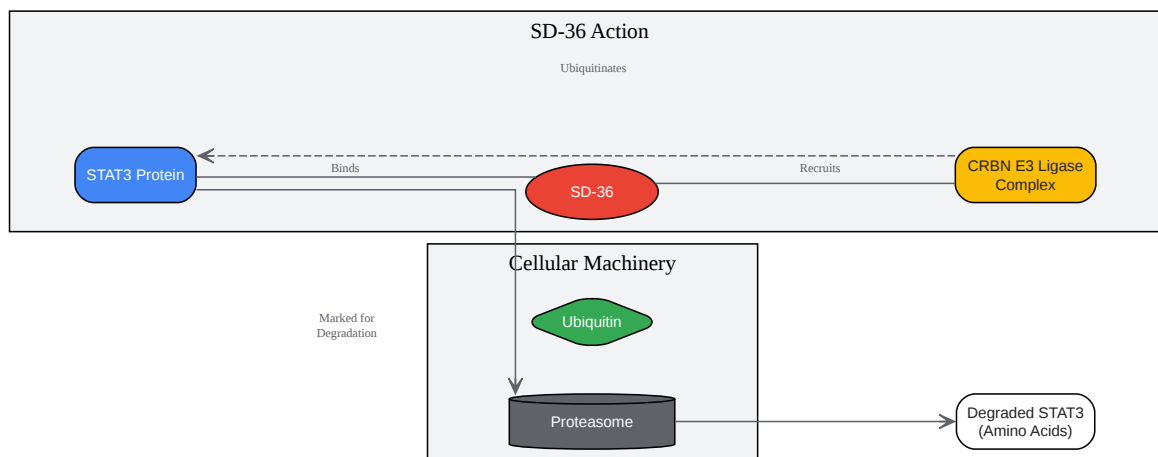 SD-36 Action
Ubiquitinates
STAT3 Protein
Binds
SD-36
Recruits
CRBN E3 Ligase
Complex
Cellular Machinery
Marked for
Degradation
Ubiquitin
Proteasome
Degraded STAT3
(Amino Acids)